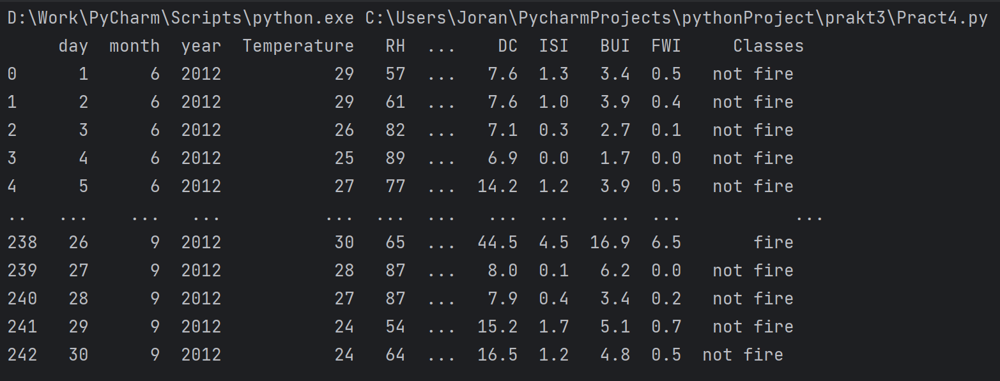 D:\Work\PyCharm\Scripts\python.exe C:\Users\Joran\PycharmProjects\pythonProject\prakt3\Pract4.py
     day  month  year  Temperature   RH  ...    DC  ISI   BUI  FWI     Classes
0      1      6  2012           29   57  ...   7.6  1.3   3.4  0.5   not fire
1      2      6  2012           29   61  ...   7.6  1.0   3.9  0.4   not fire
2      3      6  2012           26   82  ...   7.1  0.3   2.7  0.1   not fire
3      4      6  2012           25   89  ...   6.9  0.0   1.7  0.0   not fire
4      5      6  2012           27   77  ...  14.2  1.2   3.9  0.5   not fire
..   ...    ...   ...          ...  ...  ...   ...  ...   ...  ...           ...
238   26      9  2012           30   65  ...  44.5  4.5  16.9  6.5       fire
239   27      9  2012           28   87  ...   8.0  0.1   6.2  0.0   not fire
240   28      9  2012           27   87  ...   7.9  0.4   3.4  0.2   not fire
241   29      9  2012           24   54  ...  15.2  1.7   5.1  0.7   not fire
242   30      9  2012           24   64  ...  16.5  1.2   4.8  0.5  not fire